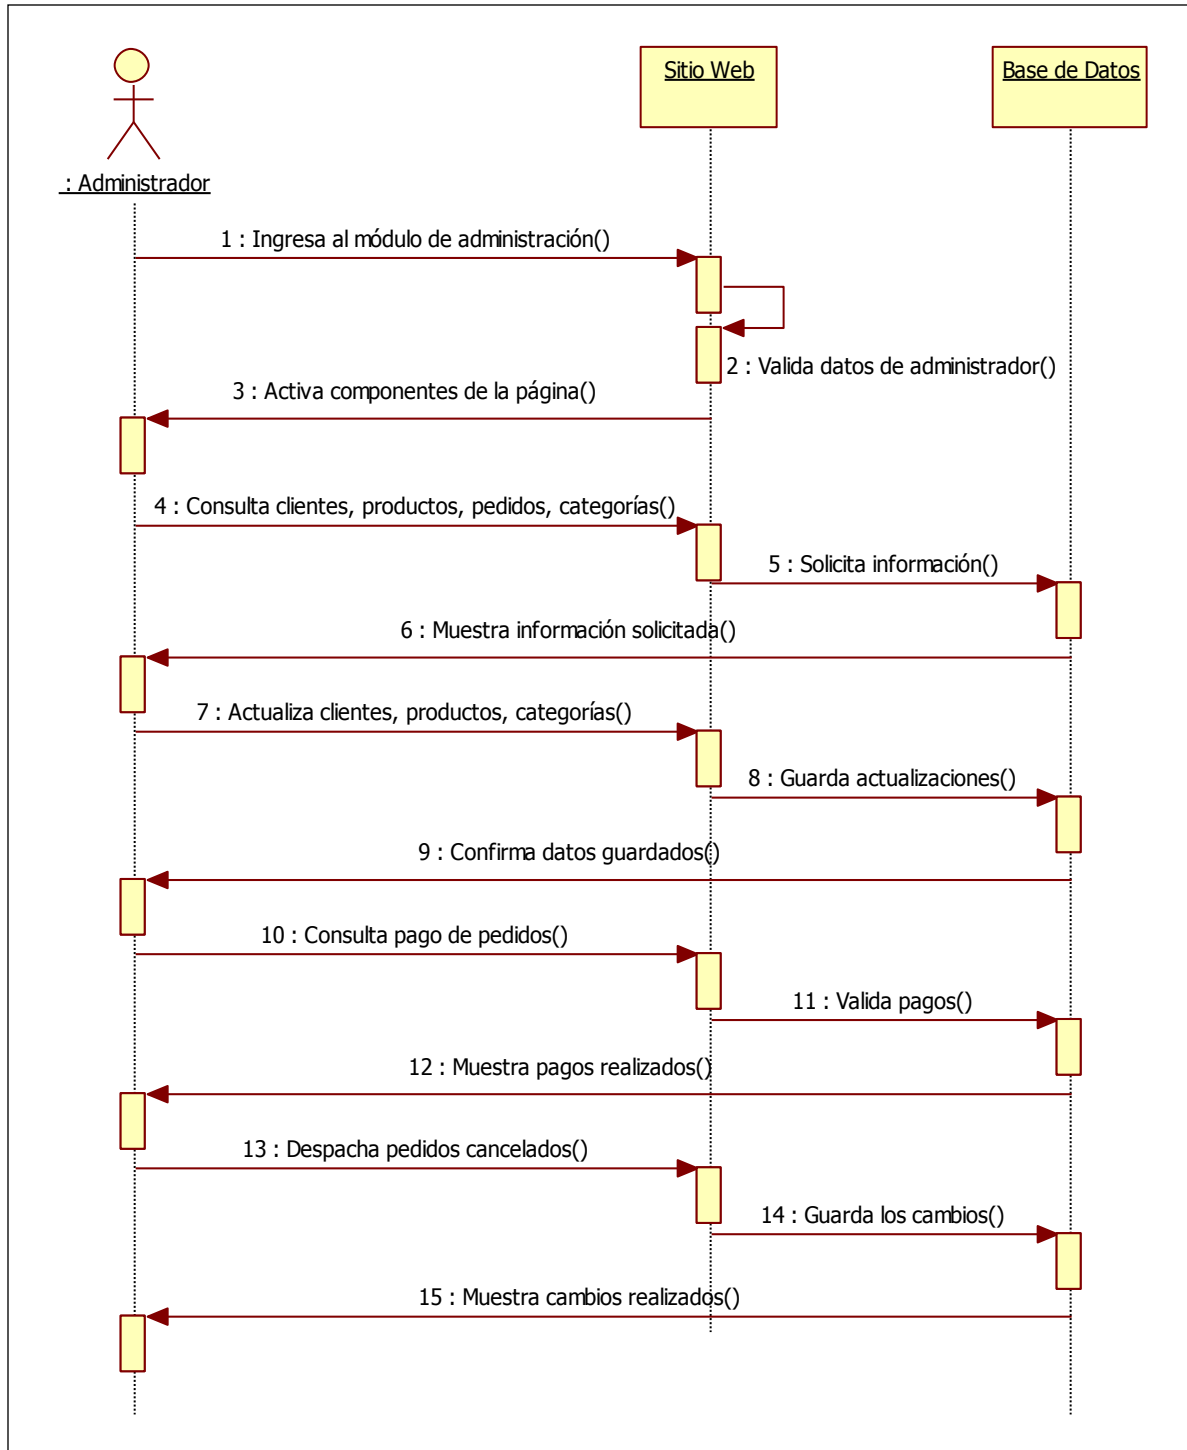 Sitio Web
Base de Datos
: Administrador
1 : Ingresa al módulo de administración()
2 : Valida datos de administrador()
3 : Activa componentes de la página()
4 : Consulta clientes, productos, pedidos, categorías()
5 : Solicita información()
6 : Muestra información solicitada()
7 : Actualiza clientes, productos, categorías()
8 : Guarda actualizaciones()
9 : Confirma datos guardados()
10 : Consulta pago de pedidos()
11 : Valida pagos()
12 : Muestra pagos realizados()
13 : Despacha pedidos cancelados()
14 : Guarda los cambios()
15 : Muestra cambios realizados()